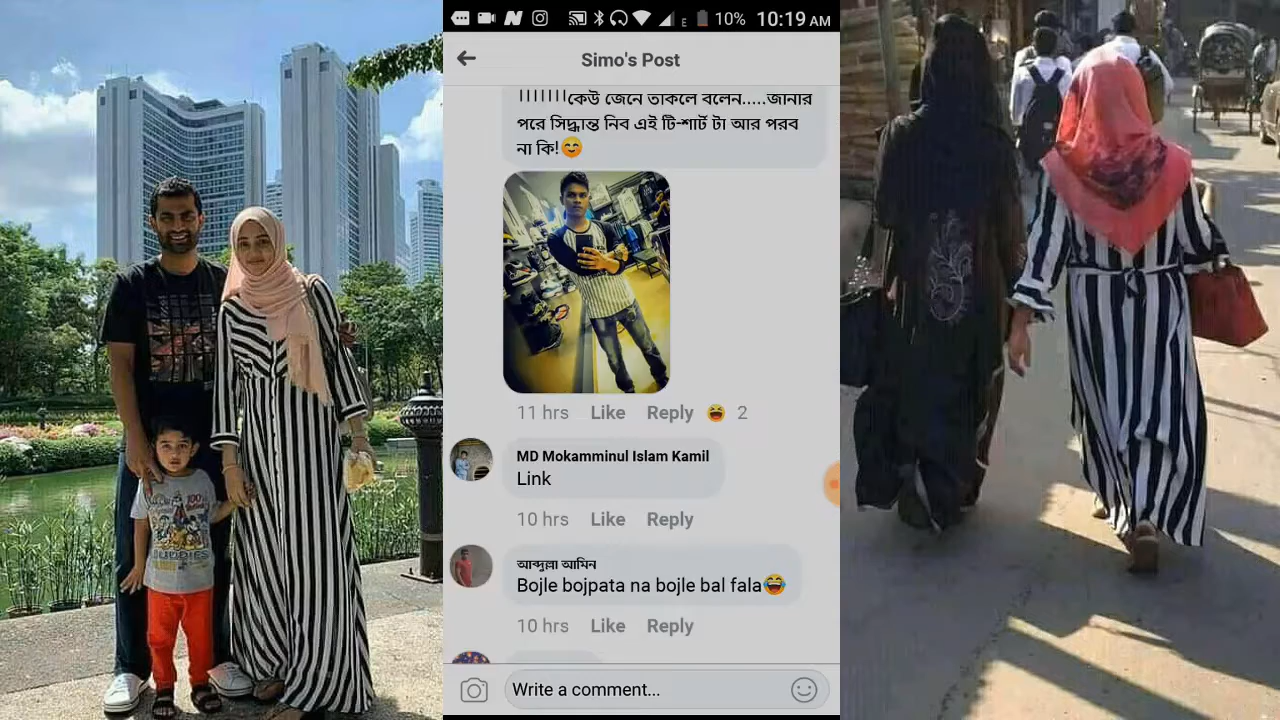 10% 10:19 AM
Simo's Post
কেউ জেনে তাকলে বলেন.....জানার
পরে সিদ্ধান্ত নিব এই টি-শার্ট টা আর পরব
না কি!😊
11 hrs Like Reply 😆 2
MD Mokamminul Islam Kamil
Link
10 hrs Like Reply
আব্দুল্লা আমিন
Bojle bojpata na bojle bal fala😂
10 hrs Like Reply
Write a comment...
100
BUDDIES